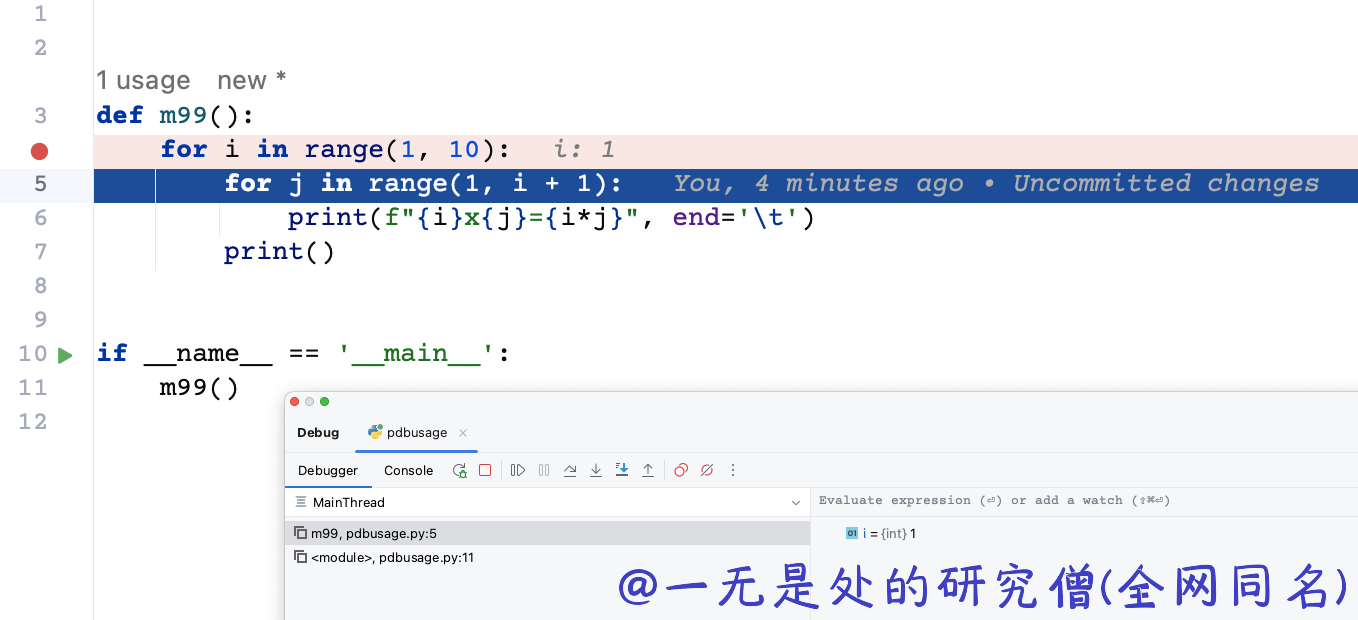 1
2
1 usage new *
3 def m99():
for i in range(1, 10): i: 1
5 for j in range(1, i + 1): You, 4 minutes ago • Uncommitted changes
6 print(f"{i}x{j}={i*j}", end='\t')
7 print()
8
9
10 if __name__ == '__main__':
11 m99()
12
Debug pdbusage ×
Debugger Console
MainThread
Evaluate expression (⏎) or add a watch (⇧⌘⏎)
m99, pdbusage.py:5
01 i = {int} 1
<module>, pdbusage.py:11
@一无是处的研究僧(全网同名)